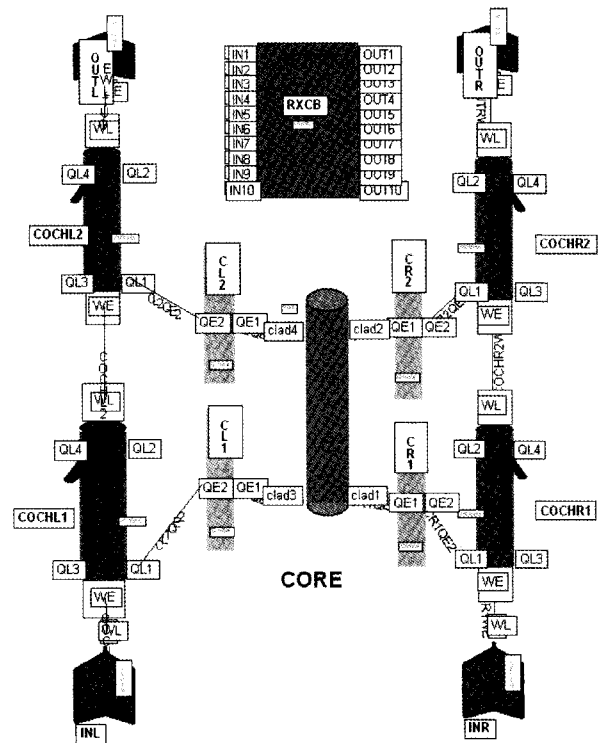 OUTL
OUTR
IN1 OUT1
IN2 OUT2
IN3 OUT3
IN4 OUT4
IN5 OUT5
IN6 OUT6
IN7 OUT7
IN8 OUT8
IN9 OUT9
IN10 OUT10
RXCB
WL
WL
QL4 QL2
QL2 QL4
COCHL2
COCHR2
CL2
CR2
QL3 QL1
QL1 QL3
WE
WE
QE2 QE1 clad4
clad2 QE1 QE2
COCHL2
COCHR2W
WL
WL
CL1
CR1
QL4 QL2
QL2 QL4
QE2 QE1 clad3
clad1 QE1 QE2
COCHL1
COCHR1
R1QE2
QL3 QL1
QL1 QL3
WE
WE
CORE
WL
WL
INL
INR